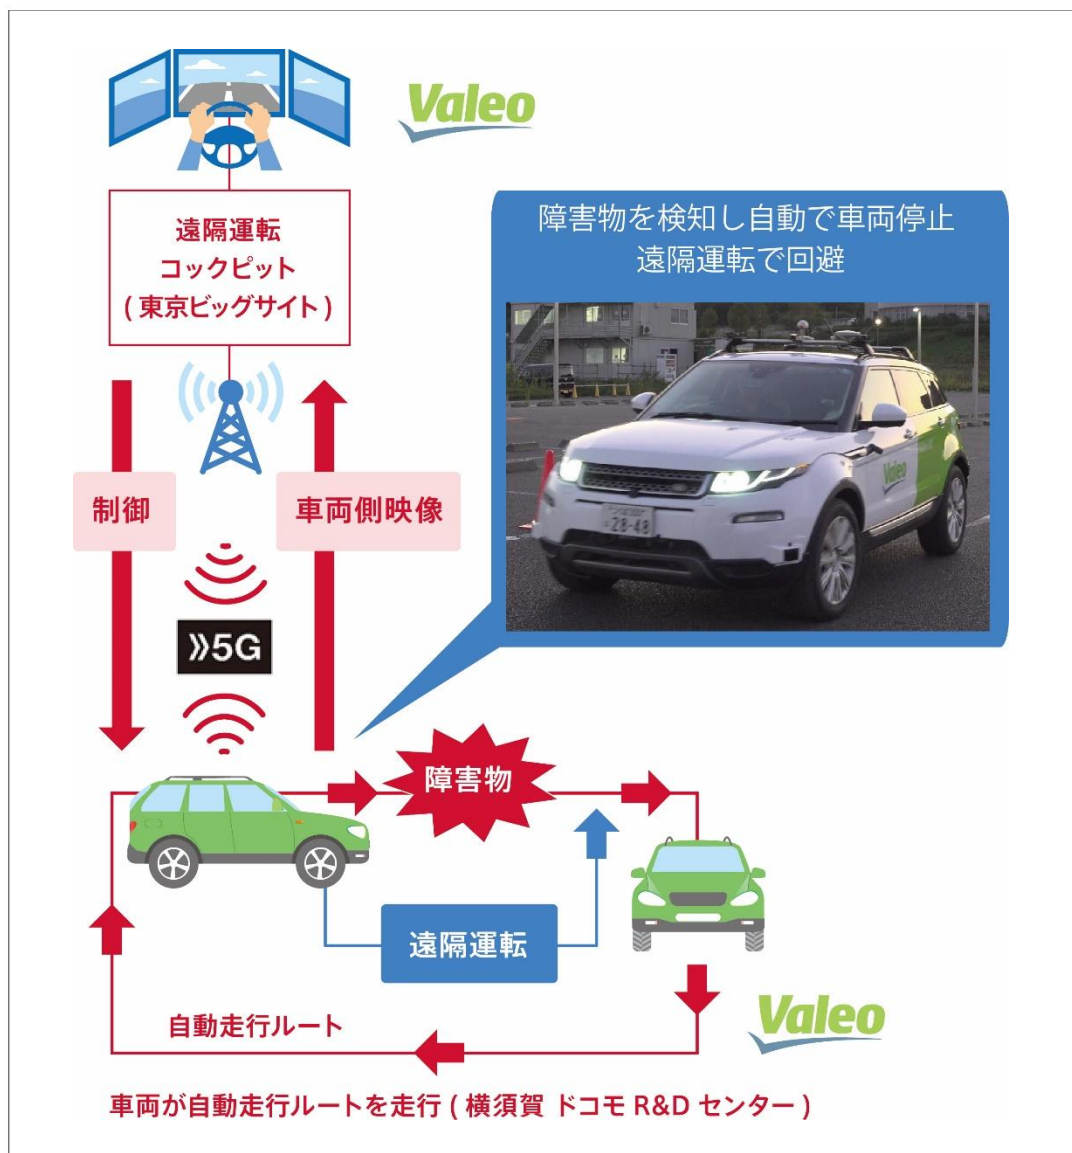 Valeo
遠隔運転
コックピット
( 東京ビッグサイト )
障害物を検知し自動で車両停止
遠隔運転で回避
Valeo
28-48
制御
車両側映像
5G
障害物
遠隔運転
自動走行ルート
Valeo
車両が自動走行ルートを走行 ( 横須賀 ドコモ R&D センター )